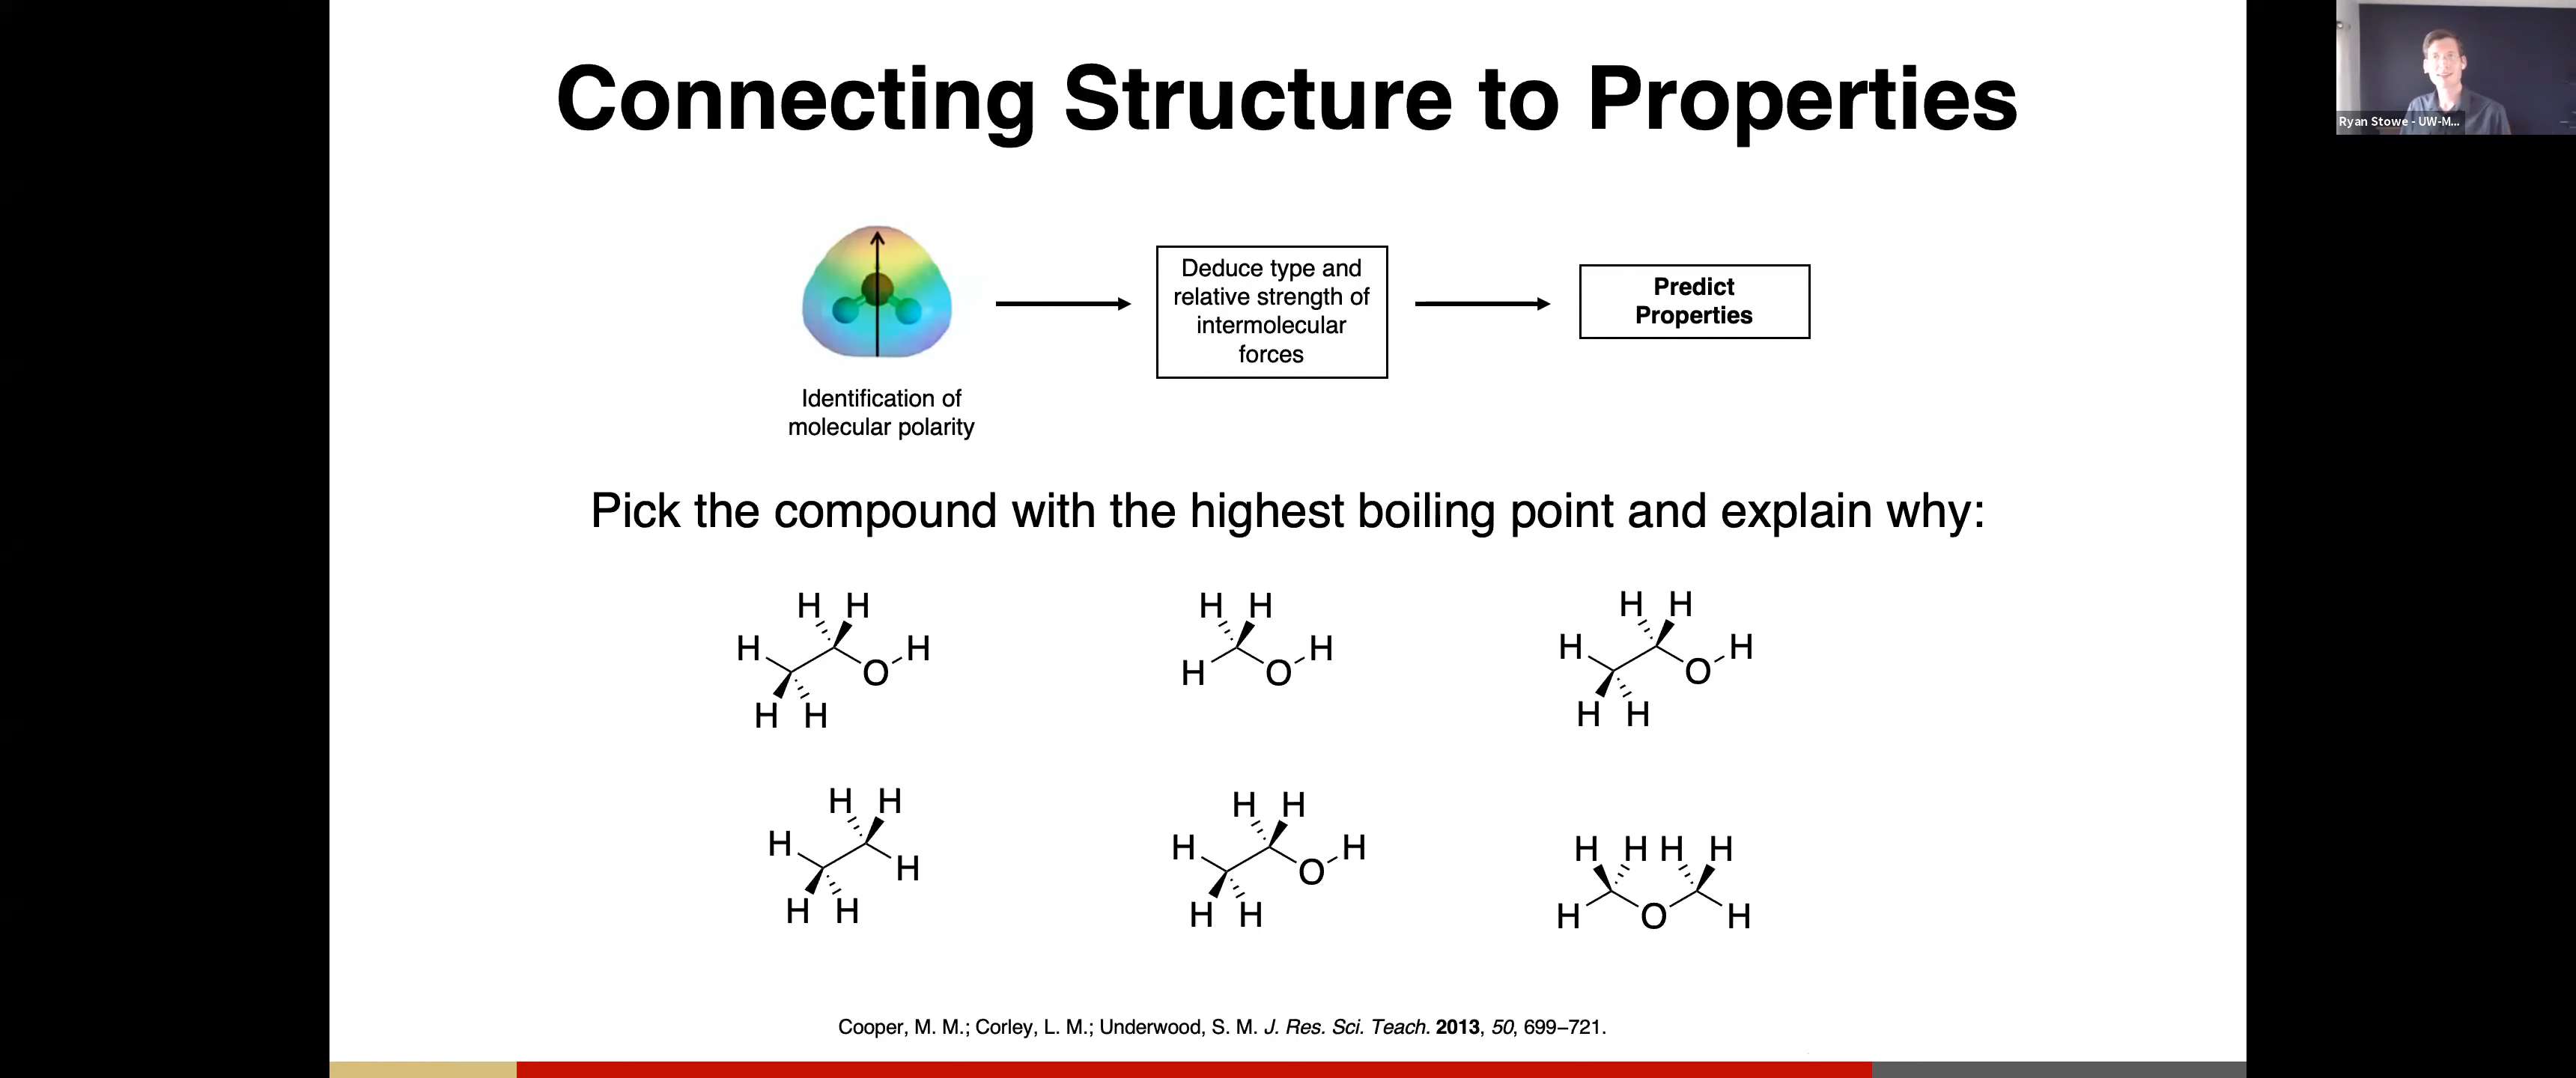 Connecting Structure to Properties
Ryan Stowe - UW-M...
Deduce type and
relative strength of
intermolecular
forces
Predict
Properties
Identification of
molecular polarity
Pick the compound with the highest boiling point and explain why:
H H
H H
O
H H
H H
H H
O
H H
H H
O
H H
H H
H H
H
H H
H H
H H
O
H H
H H H H
H O H
Cooper, M. M.; Corley, L. M.; Underwood, S. M. J. Res. Sci. Teach. 2013, 50, 699–721.